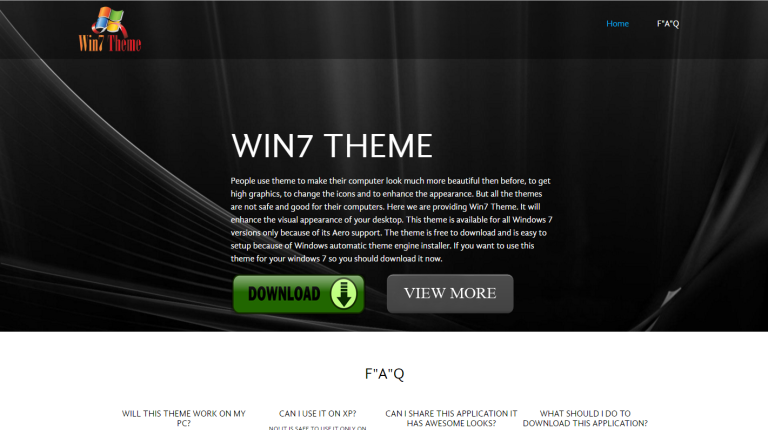 Win7 Theme
Home
F"A"Q
WIN7 THEME
People use theme to make their computer look much more beautiful then before, to get
high graphics, to change the icons and to enhance the appearance. But all the themes
are not safe and good for their computers. Here we are providing Win7 Theme. It will
enhance the visual appearance of your desktop. This theme is available for all Windows 7
versions only because of its Aero support. The theme is free to download and is easy to
setup because of Windows automatic theme engine installer. If you want to use this
theme for your windows 7 so you should download it now.
DOWNLOAD
VIEW MORE
F"A"Q
WILL THIS THEME WORK ON MY
PC?
CAN I USE IT ON XP?
NO! IT IS SAFE TO USE IT ONLY ON
CAN I SHARE THIS APPLICATION IT
HAS AWESOME LOOKS?
WHAT SHOULD I DO TO
DOWNLOAD THIS APPLICATION?